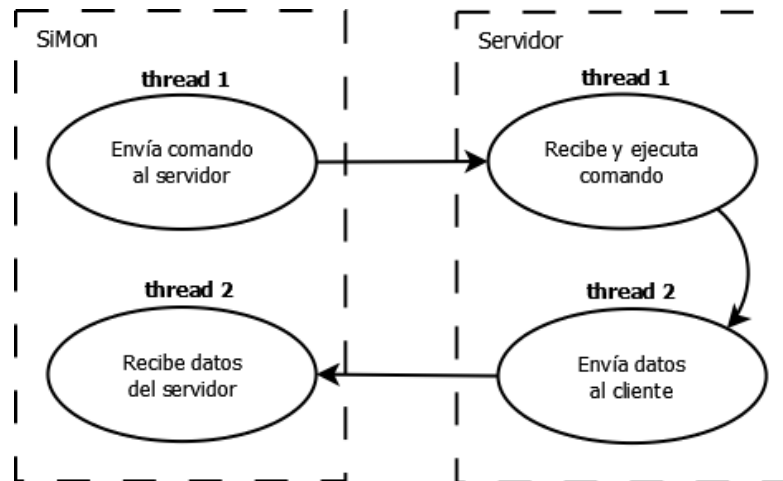 SiMon
Servidor
thread 1
thread 1
Envía comando
al servidor
Recibe y ejecuta
comando
thread 2
thread 2
Recibe datos
del servidor
Envía datos
al cliente